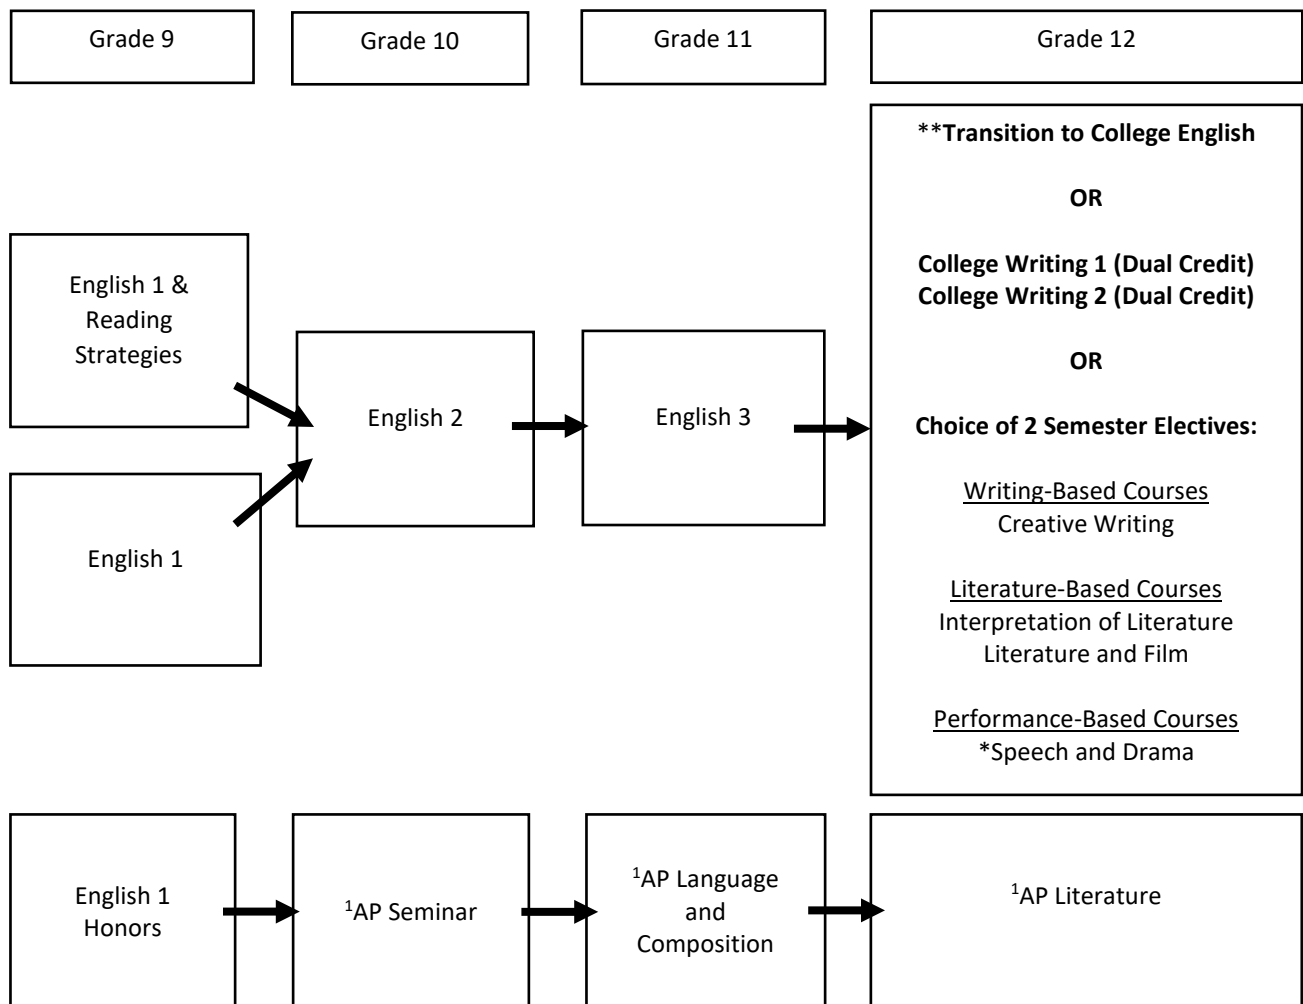 Grade 9
Grade 10
Grade 11
Grade 12
**Transition to College English
OR
College Writing 1 (Dual Credit)
College Writing 2 (Dual Credit)
OR
Choice of 2 Semester Electives:
Writing-Based Courses
Creative Writing
Literature-Based Courses
Interpretation of Literature
Literature and Film
Performance-Based Courses
*Speech and Drama
English 1 &
Reading
Strategies
English 1
English 2
English 3
English 1
Honors
¹AP Seminar
¹AP Language
and
Composition
¹AP Literature